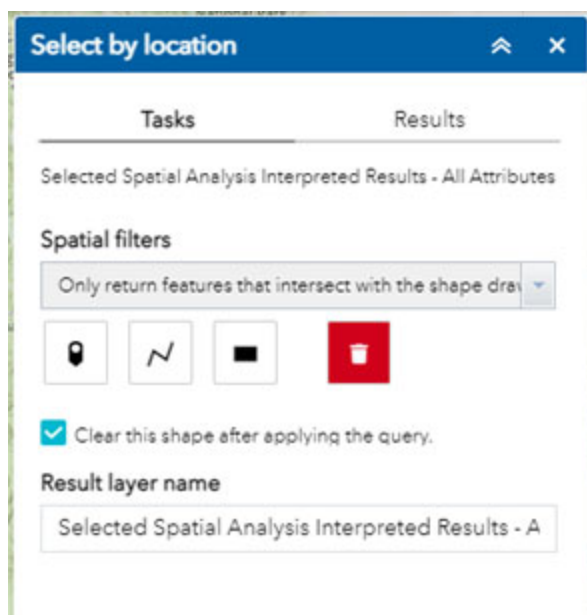 Select by location
Tasks Results
Selected Spatial Analysis Interpreted Results - All Attributes
Spatial filters
Only return features that intersect with the shape
Clear this shape after applying the query.
Result layer name
Selected Spatial Analysis Interpreted Results - A